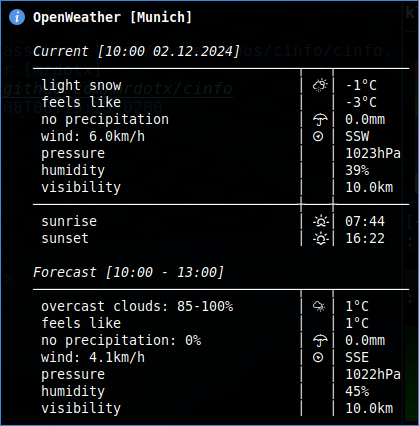 OpenWeather [Munich]
Current [10:00 02.12.2024]
light snow -1°C
feels like -3°C
no precipitation 0.0mm
wind: 6.0km/h SSW
pressure 1023hPa
humidity 39%
visibility 10.0km
sunrise 07:44
sunset 16:22
Forecast [10:00 - 13:00]
overcast clouds: 85-100% 1°C
feels like 1°C
no precipitation: 0% 0.0mm
wind: 4.1km/h SSE
pressure 1022hPa
humidity 45%
visibility 10.0km